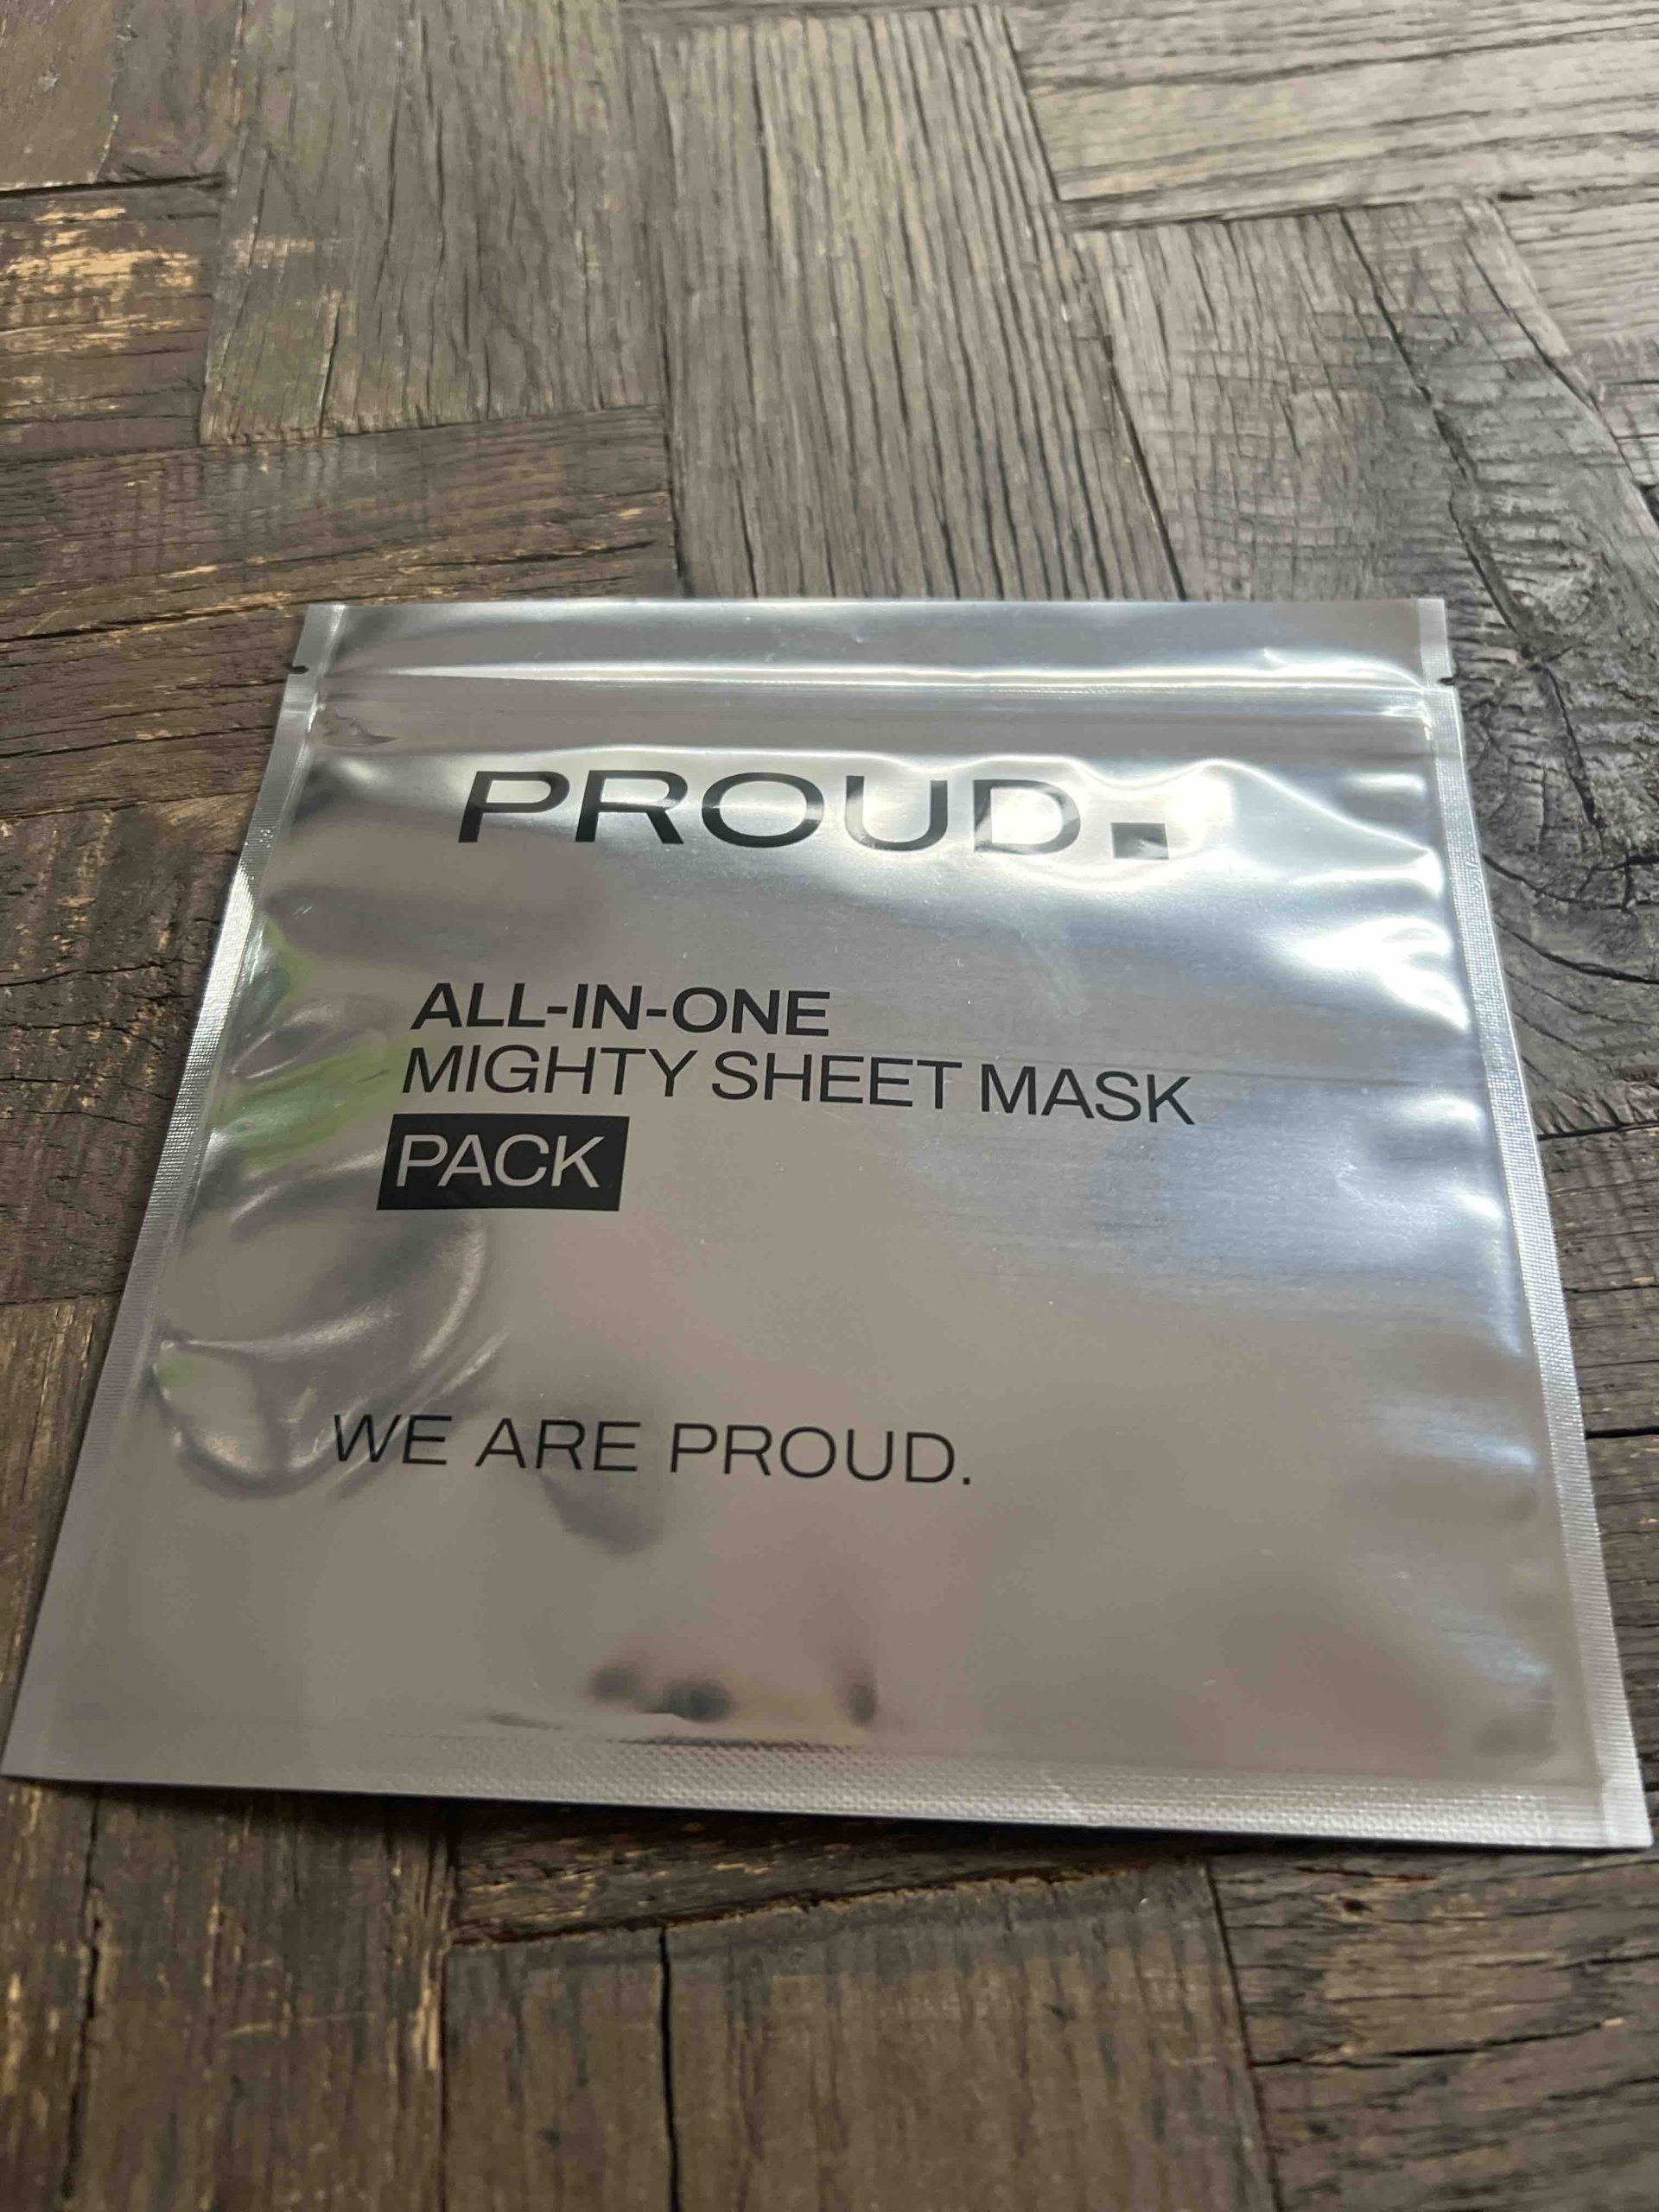 PROUD.
ALL-IN-ONE
MIGHTY SHEET MASK
PACK
WE ARE PROUD.